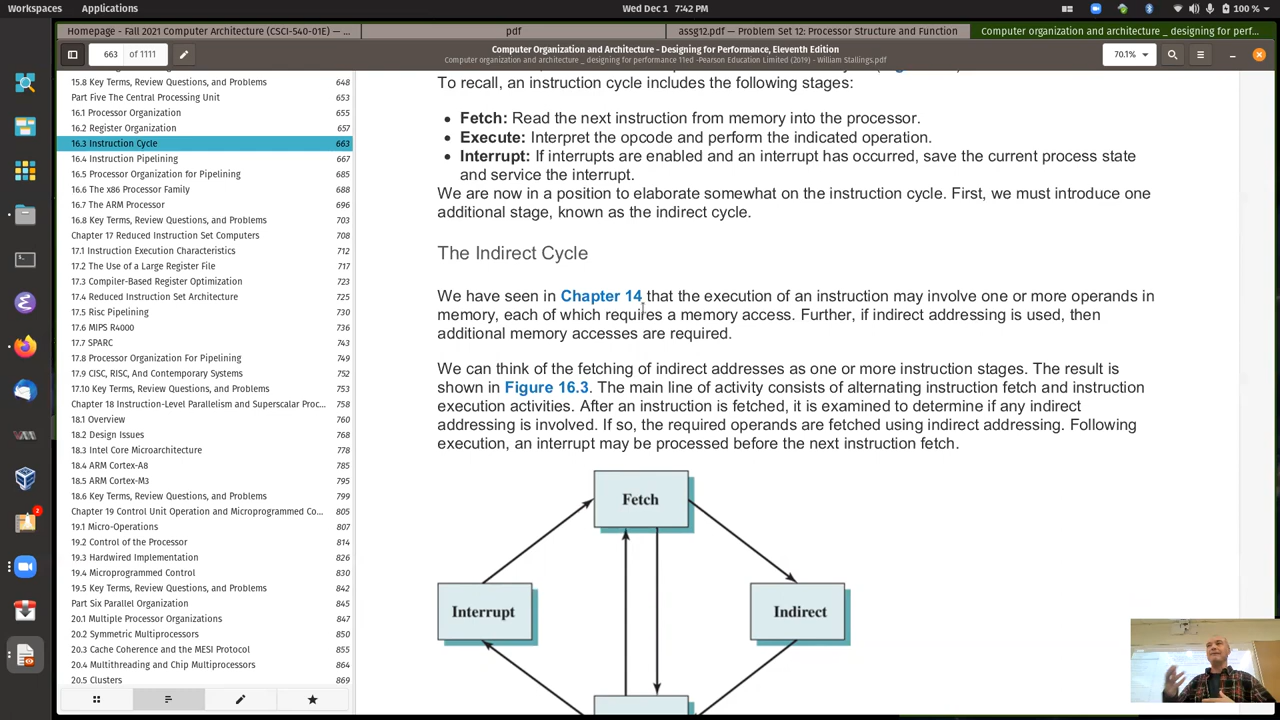 Workspaces
Applications
Wed Dec 1 7:42 PM
100 %
Homepage - Fall 2021 Computer Architecture (CSCI-540-01E) — ...
pdf
assg12.pdf — Problem Set 12: Processor Structure and Function
Computer organization and architecture _ designing for perf...
663 of 1111
Computer Organization and Architecture - Designing for Performance, Eleventh Edition
Computer organization and architecture _ designing for performance 11ed -Pearson Education Limited (2019) - William Stallings.pdf
70.1%
15.8 Key Terms, Review Questions, and Problems 648
Part Five The Central Processing Unit 653
16.1 Processor Organization 655
16.2 Register Organization 657
16.3 Instruction Cycle 663
16.4 Instruction Pipelining 667
16.5 Processor Organization for Pipelining 685
16.6 The x86 Processor Family 688
16.7 The ARM Processor 696
16.8 Key Terms, Review Questions, and Problems 703
Chapter 17 Reduced Instruction Set Computers 708
17.1 Instruction Execution Characteristics 712
17.2 The Use of a Large Register File 717
17.3 Compiler-Based Register Optimization 723
17.4 Reduced Instruction Set Architecture 725
17.5 Risc Pipelining 730
17.6 MIPS R4000 736
17.7 SPARC 743
17.8 Processor Organization For Pipelining 749
17.9 CISC, RISC, And Contemporary Systems 752
17.10 Key Terms, Review Questions, and Problems 753
Chapter 18 Instruction-Level Parallelism and Superscalar Proc... 758
18.1 Overview 760
18.2 Design Issues 768
18.3 Intel Core Microarchitecture 778
18.4 ARM Cortex-A8 785
18.5 ARM Cortex-M3 795
18.6 Key Terms, Review Questions, and Problems 799
Chapter 19 Control Unit Operation and Microprogrammed Co... 805
19.1 Micro-Operations 807
19.2 Control of the Processor 814
19.3 Hardwired Implementation 826
19.4 Microprogrammed Control 830
19.5 Key Terms, Review Questions, and Problems 842
Part Six Parallel Organization 845
20.1 Multiple Processor Organizations 847
20.2 Symmetric Multiprocessors 850
20.3 Cache Coherence and the MESI Protocol 855
20.4 Multithreading and Chip Multiprocessors 864
20.5 Clusters 869
2
To recall, an instruction cycle includes the following stages:
• Fetch: Read the next instruction from memory into the processor.
• Execute: Interpret the opcode and perform the indicated operation.
• Interrupt: If interrupts are enabled and an interrupt has occurred, save the current process state
and service the interrupt.
We are now in a position to elaborate somewhat on the instruction cycle. First, we must introduce one
additional stage, known as the indirect cycle.
The Indirect Cycle
We have seen in Chapter 14 that the execution of an instruction may involve one or more operands in
memory, each of which requires a memory access. Further, if indirect addressing is used, then
additional memory accesses are required.
We can think of the fetching of indirect addresses as one or more instruction stages. The result is
shown in Figure 16.3. The main line of activity consists of alternating instruction fetch and instruction
execution activities. After an instruction is fetched, it is examined to determine if any indirect
addressing is involved. If so, the required operands are fetched using indirect addressing. Following
execution, an interrupt may be processed before the next instruction fetch.
Fetch
Interrupt
Indirect